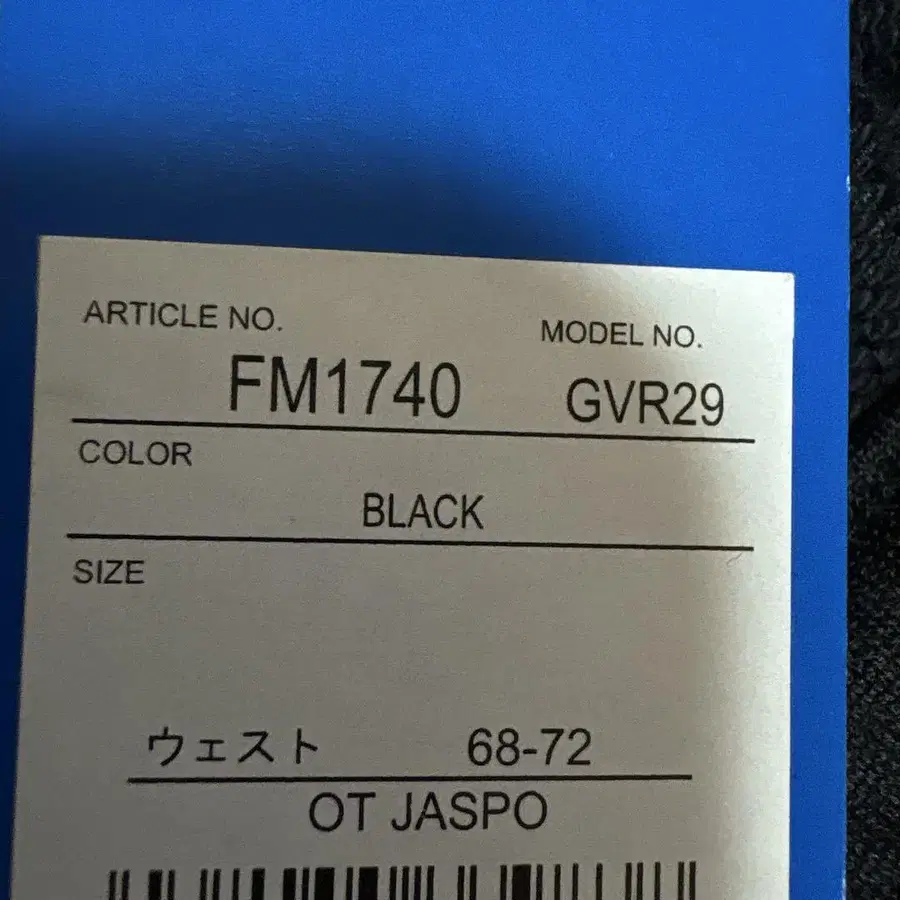 ARTICLE NO. MODEL NO.
FM1740 GVR29
COLOR
BLACK
SIZE
ウェスト 68-72
OT JASPO